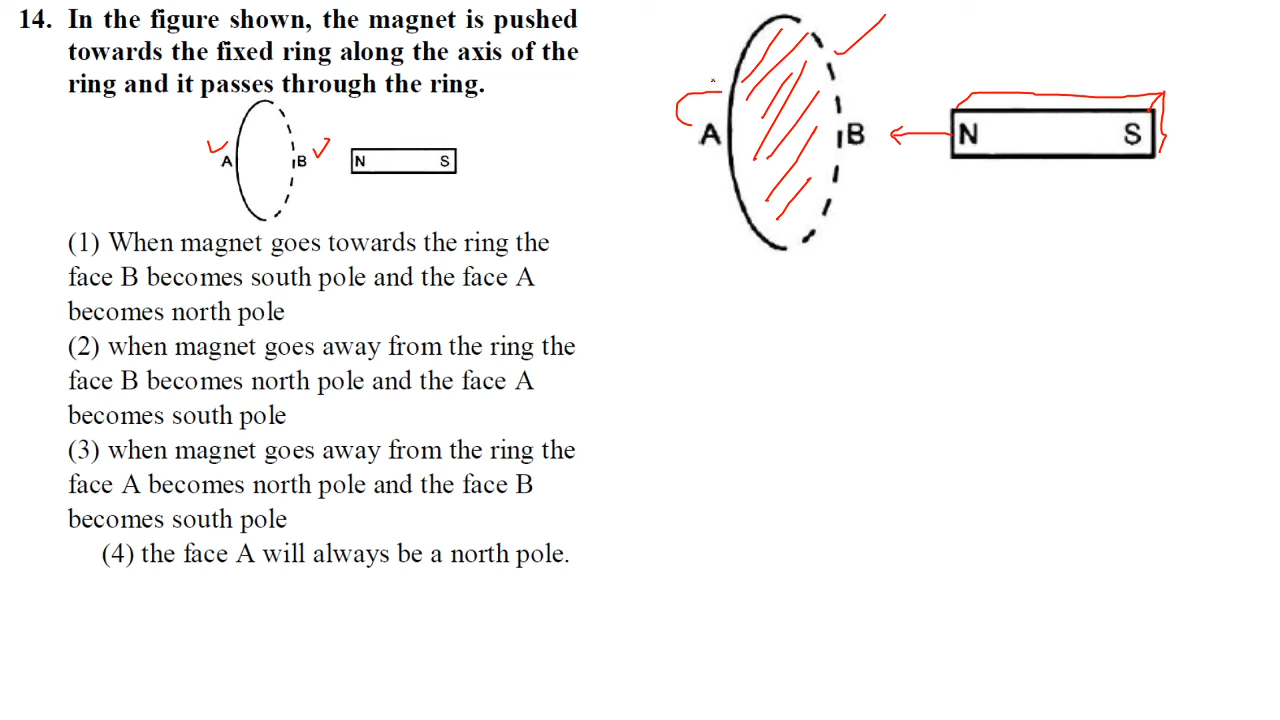 14. In the figure shown, the magnet is pushed
towards the fixed ring along the axis of the
ring and it passes through the ring.
A B N S
(1) When magnet goes towards the ring the
face B becomes south pole and the face A
becomes north pole
(2) when magnet goes away from the ring the
face B becomes north pole and the face A
becomes south pole
(3) when magnet goes away from the ring the
face A becomes north pole and the face B
becomes south pole
(4) the face A will always be a north pole.
A B N S